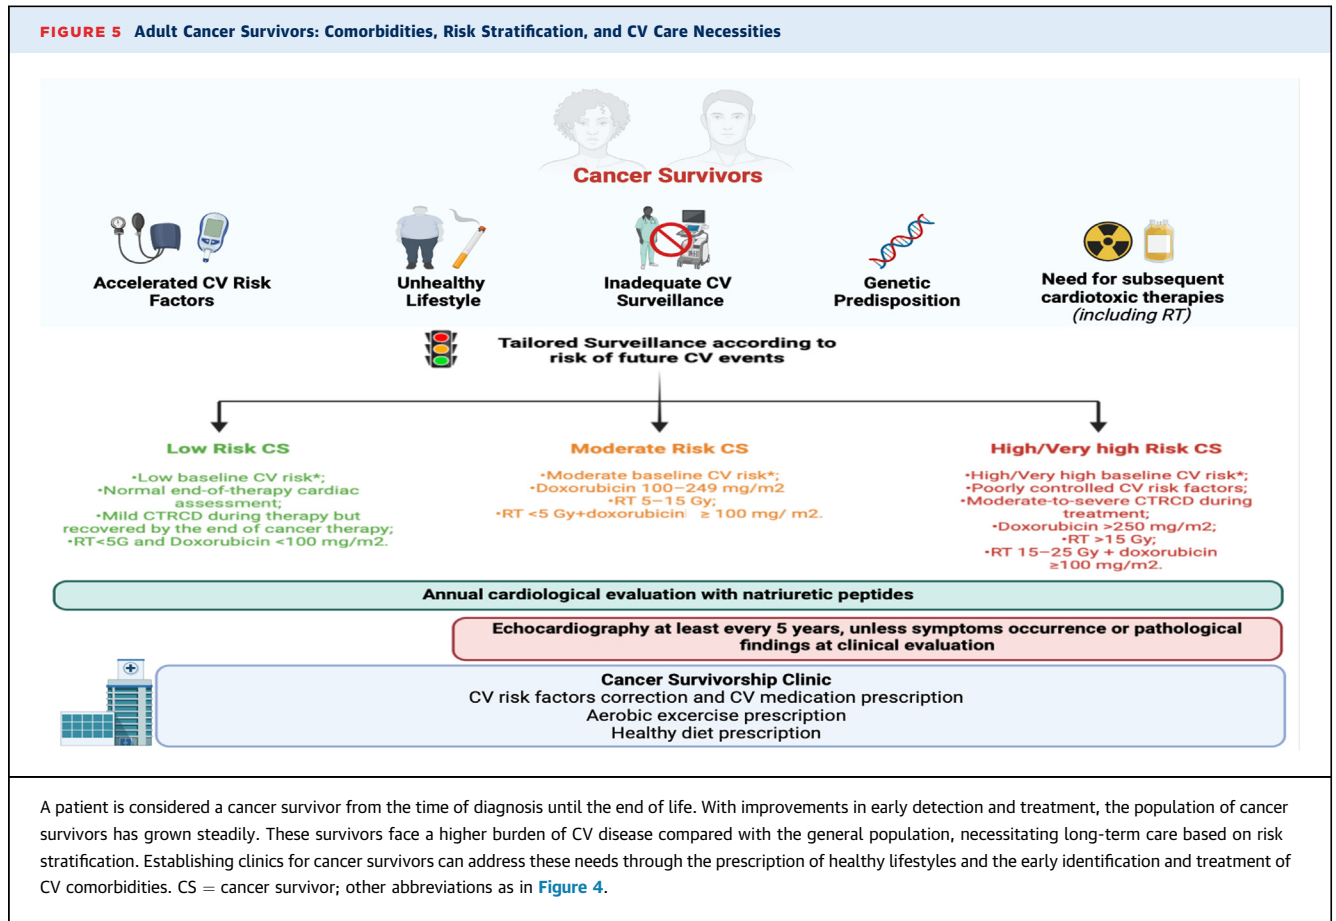 FIGURE 5 Adult Cancer Survivors: Comorbidities, Risk Stratification, and CV Care Necessities
Cancer Survivors
Accelerated CV Risk
Factors
Unhealthy
Lifestyle
Inadequate CV
Surveillance
Genetic
Predisposition
Need for subsequent
cardiotoxic therapies
(including RT)
Tailored Surveillance according to
risk of future CV events
Low Risk CS
•Low baseline CV risk*;
•Normal end-of-therapy cardiac
assessment;
•Mild CTRCD during therapy but
recovered by the end of cancer therapy;
•RT<5G and Doxorubicin <100 mg/m2.
Moderate Risk CS
•Moderate baseline CV risk*;
•Doxorubicin 100–249 mg/m2
•RT 5–15 Gy;
•RT <5 Gy+doxorubicin ≥ 100 mg/ m2.
High/Very high Risk CS
•High/Very high baseline CV risk*;
•Poorly controlled CV risk factors;
•Moderate-to-severe CTRCD during
treatment;
•Doxorubicin >250 mg/m2;
•RT >15 Gy;
•RT 15–25 Gy + doxorubicin
≥100 mg/m2.
Annual cardiological evaluation with natriuretic peptides
Echocardiography at least every 5 years, unless symptoms occurrence or pathological
findings at clinical evaluation
Cancer Survivorship Clinic
CV risk factors correction and CV medication prescription
Aerobic excercise prescription
Healthy diet prescription
A patient is considered a cancer survivor from the time of diagnosis until the end of life. With improvements in early detection and treatment, the population of cancer
survivors has grown steadily. These survivors face a higher burden of CV disease compared with the general population, necessitating long-term care based on risk
stratification. Establishing clinics for cancer survivors can address these needs through the prescription of healthy lifestyles and the early identification and treatment of
CV comorbidities. CS = cancer survivor; other abbreviations as in Figure 4.